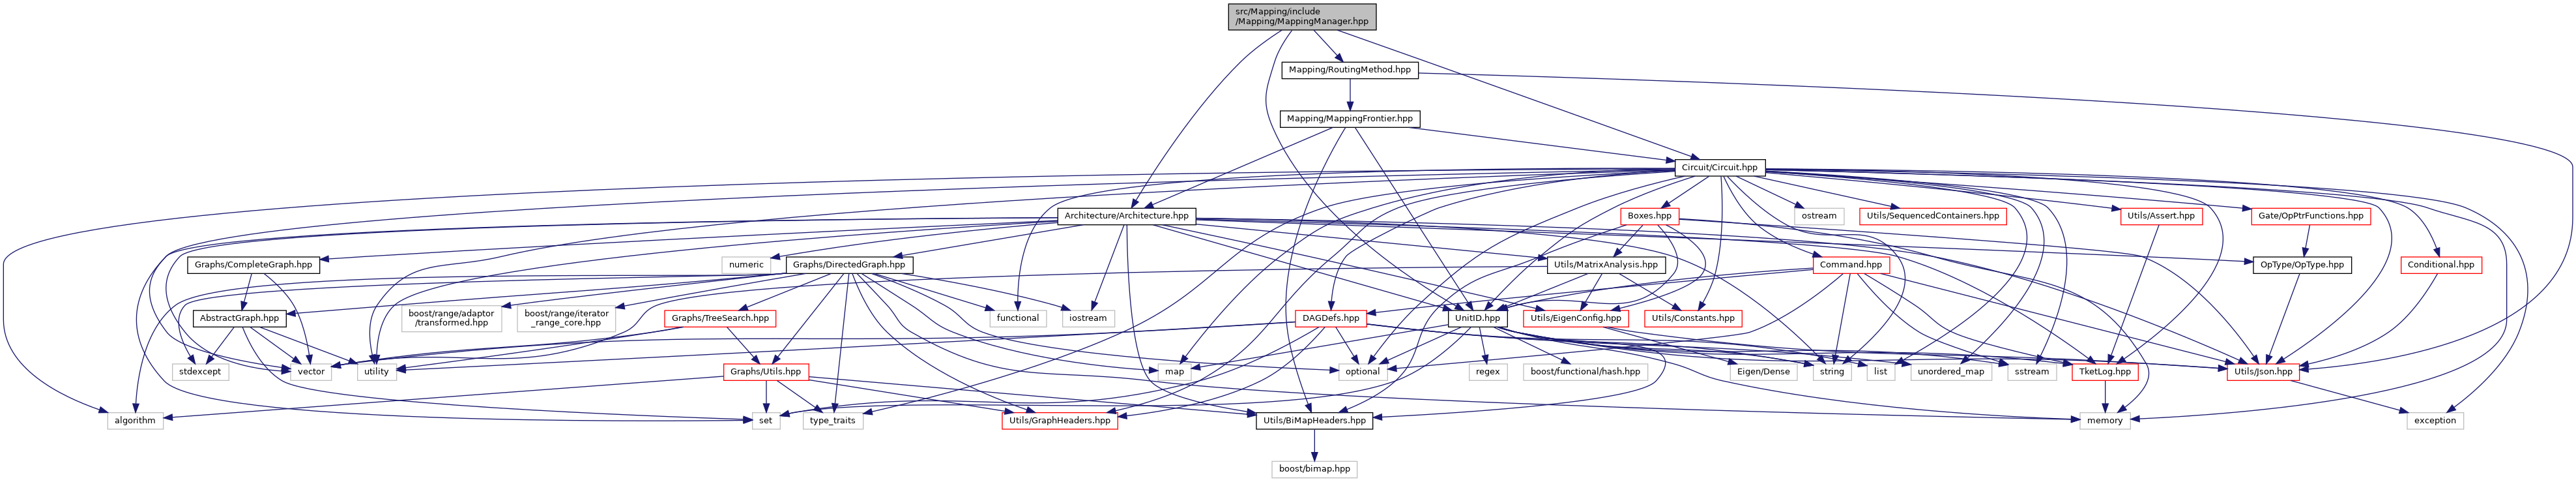 src/Mapping/include
/Mapping/MappingManager.hpp
Mapping/RoutingMethod.hpp
Mapping/MappingFrontier.hpp
Circuit/Circuit.hpp
Architecture/Architecture.hpp
Boxes.hpp
ostream
Utils/SequencedContainers.hpp
Utils/Assert.hpp
Gate/OpPtrFunctions.hpp
Graphs/CompleteGraph.hpp
numeric
Graphs/DirectedGraph.hpp
Utils/MatrixAnalysis.hpp
Command.hpp
OpType/OpType.hpp
Conditional.hpp
AbstractGraph.hpp
boost/range/adaptor
/transformed.hpp
boost/range/iterator
_range_core.hpp
Graphs/TreeSearch.hpp
functional
iostream
DAGDefs.hpp
UnitID.hpp
Utils/EigenConfig.hpp
Utils/Constants.hpp
stdexcept
vector
utility
Graphs/Utils.hpp
map
optional
regex
boost/functional/hash.hpp
Eigen/Dense
string
list
unordered_map
sstream
TketLog.hpp
Utils/Json.hpp
algorithm
set
type_traits
Utils/GraphHeaders.hpp
Utils/BiMapHeaders.hpp
memory
exception
boost/bimap.hpp